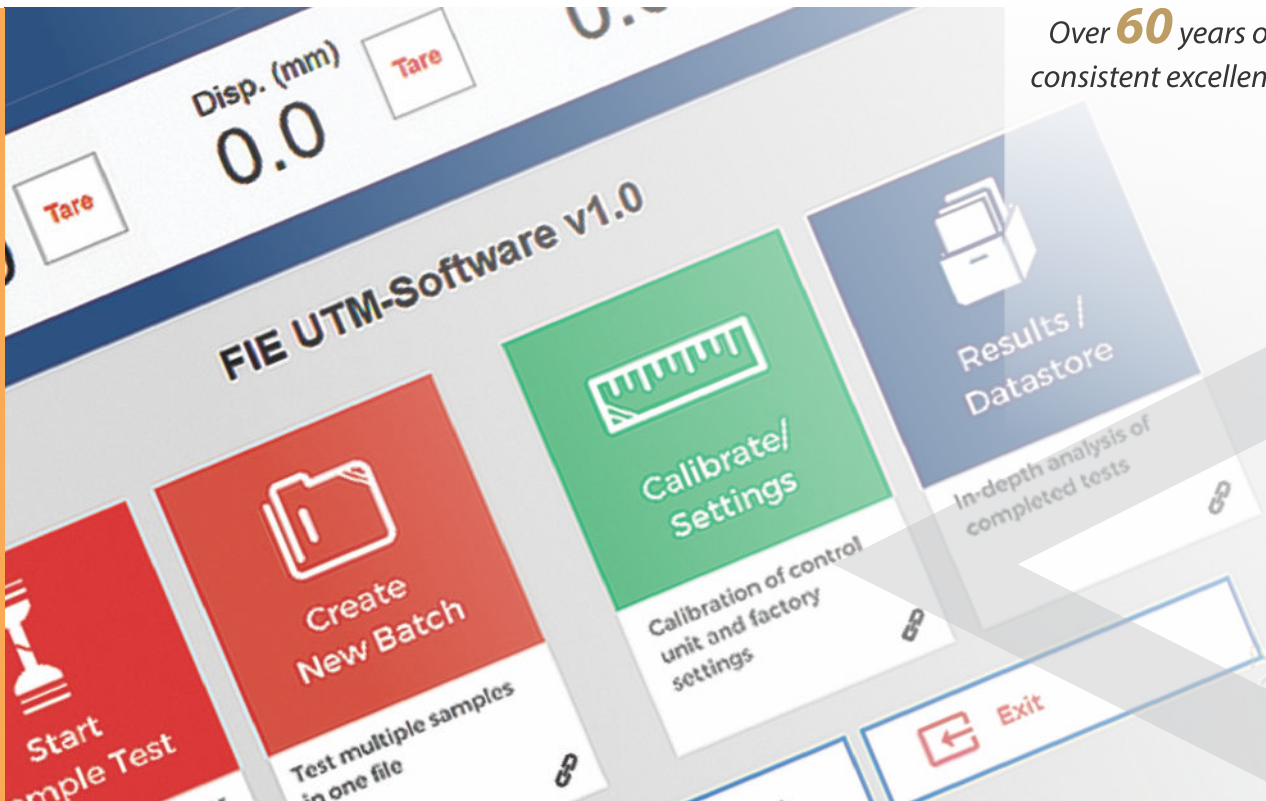 Over 60 years
consistent
Disp. (mm)
0.0
Tare
Tare
FIE UTM-Software v1.0
Results /
Datastore
In-depth analysis of
completed tests
Calibrate/
Settings
Calibration of control
unit and factory
settings
Create
New Batch
Test multiple samples
in one file
Start
Test
Exit